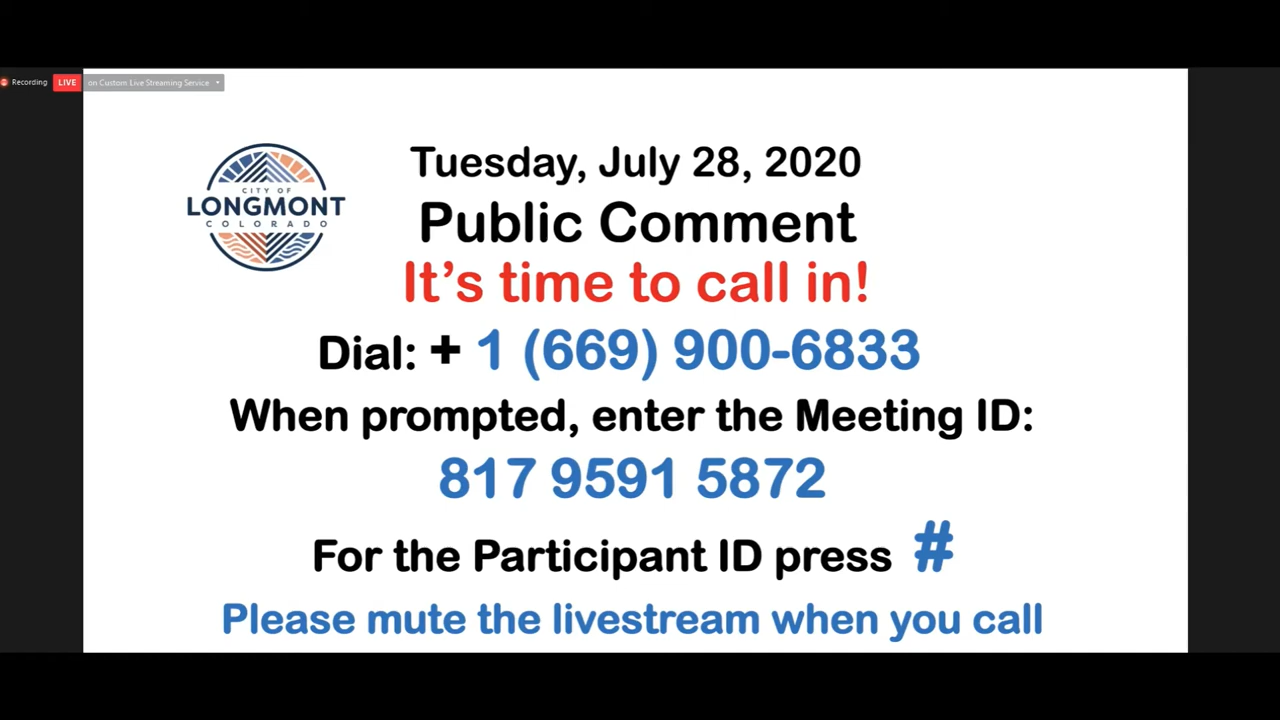 Recording LIVE on Custom Live Streaming Service
CITY OF
LONGMONT
COLORADO
Tuesday, July 28, 2020
Public Comment
It's time to call in!
Dial: + 1 (669) 900-6833
When prompted, enter the Meeting ID:
817 9591 5872
For the Participant ID press #
Please mute the livestream when you call